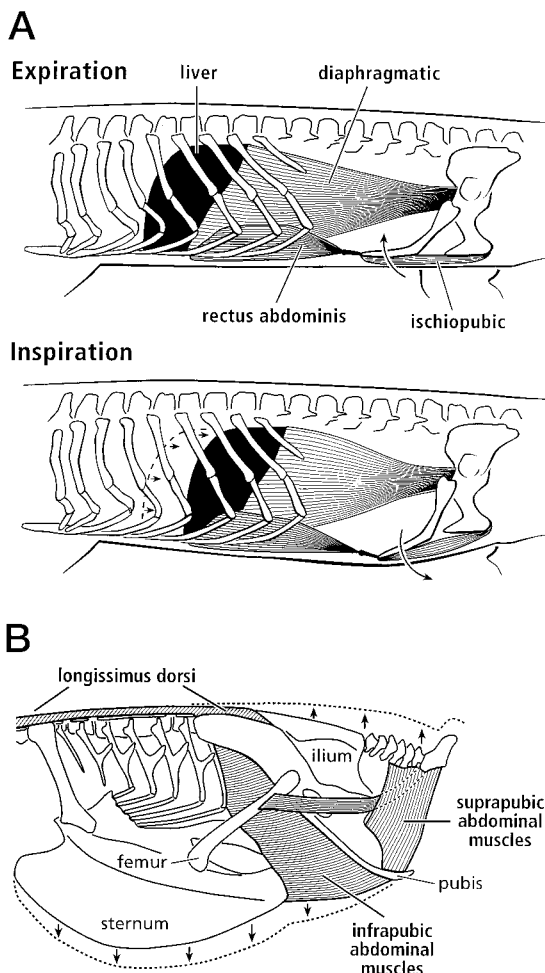 A
Expiration
liver
diaphragmatic
rectus abdominis
ischiopubic
Inspiration
B
longissimus dorsi
ilium
suprapubic
abdominal
muscles
femur
pubis
sternum
infrapubic
abdominal
muscles